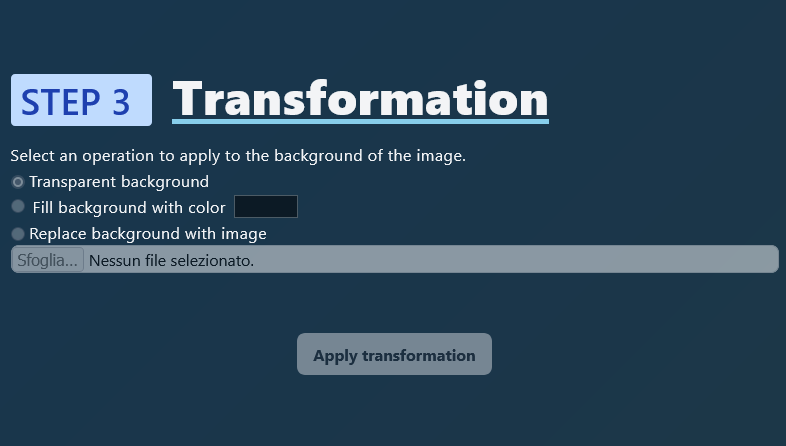 STEP 3 Transformation
Select an operation to apply to the background of the image.
Transparent background
Fill background with color
Replace background with image
Sfoglia... Nessun file selezionato.
Apply transformation